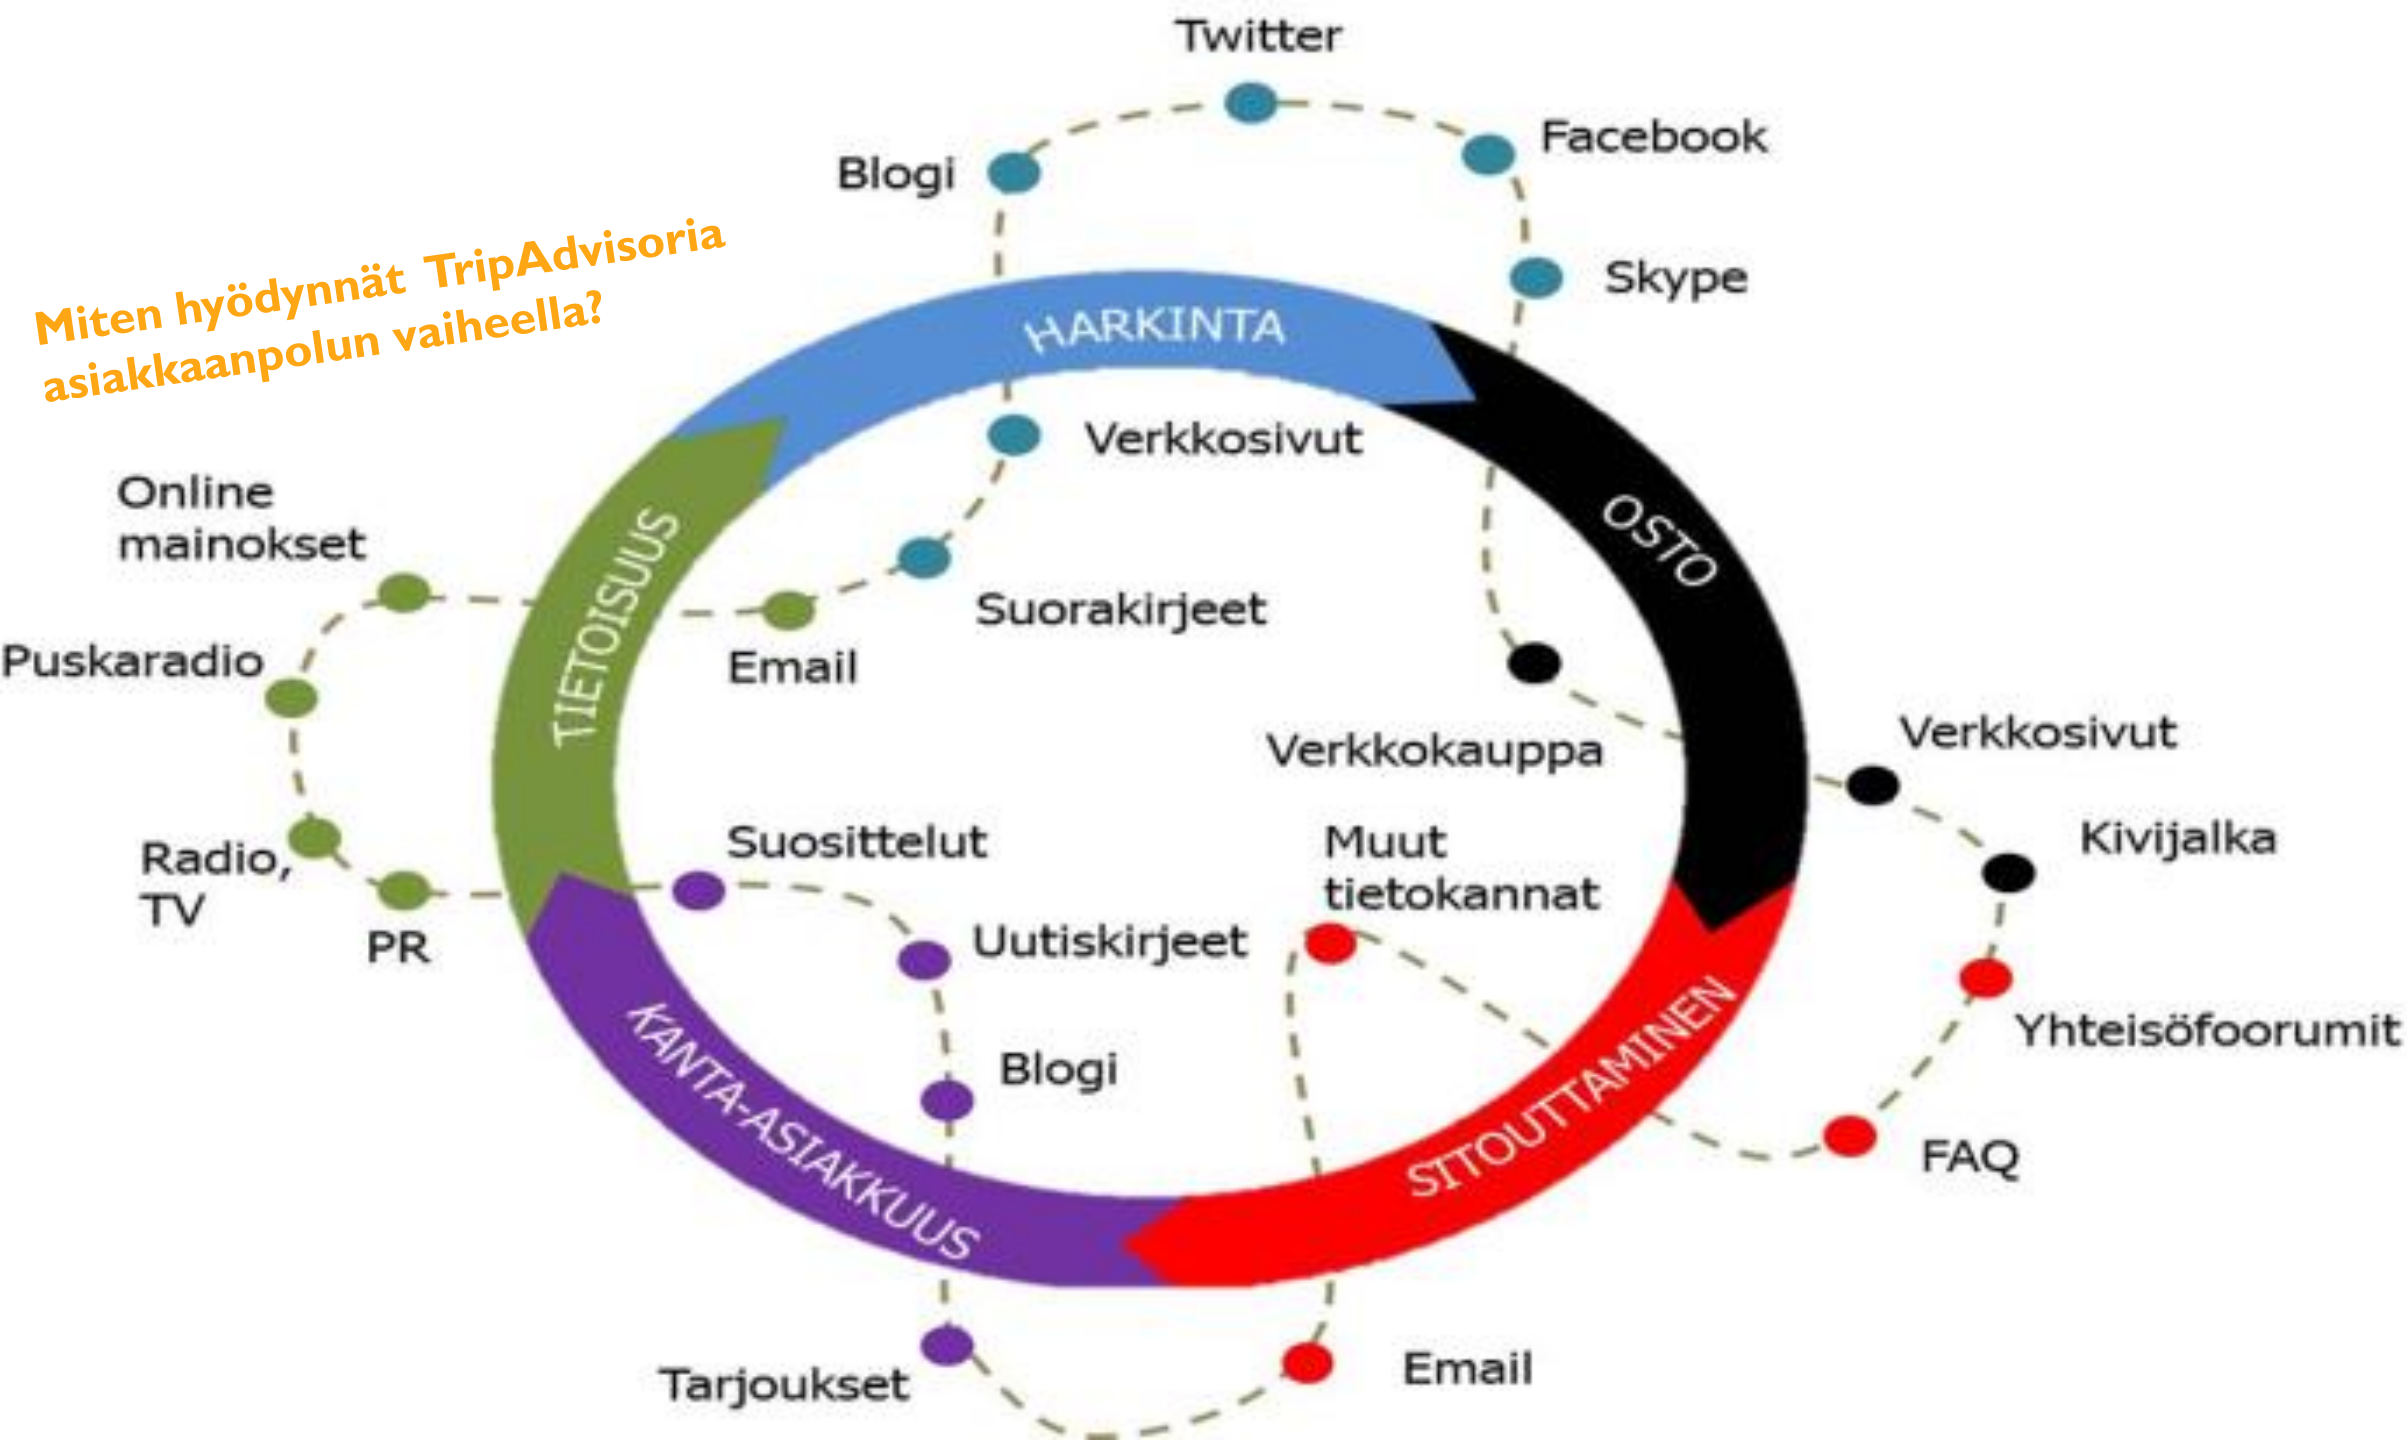 Twitter
Facebook
Blogi
Skype
Miten hyödynnät TripAdvisoria
asiakkaanpolun vaiheella?
HARKINTA
Verkkosivut
OSTO
Online
mainokset
TIETOISUUS
Suorakirjeet
Puskaradio
Email
Verkkosivut
Verkkokauppa
Suosittelut
Muut
tietokannat
Kivijalka
Radio,
TV
PR
Uutiskirjeet
Yhteisöfoorumit
KANTA-ASIAKKUUS
Blogi
SITOUTTAMINEN
FAQ
Tarjoukset
Email